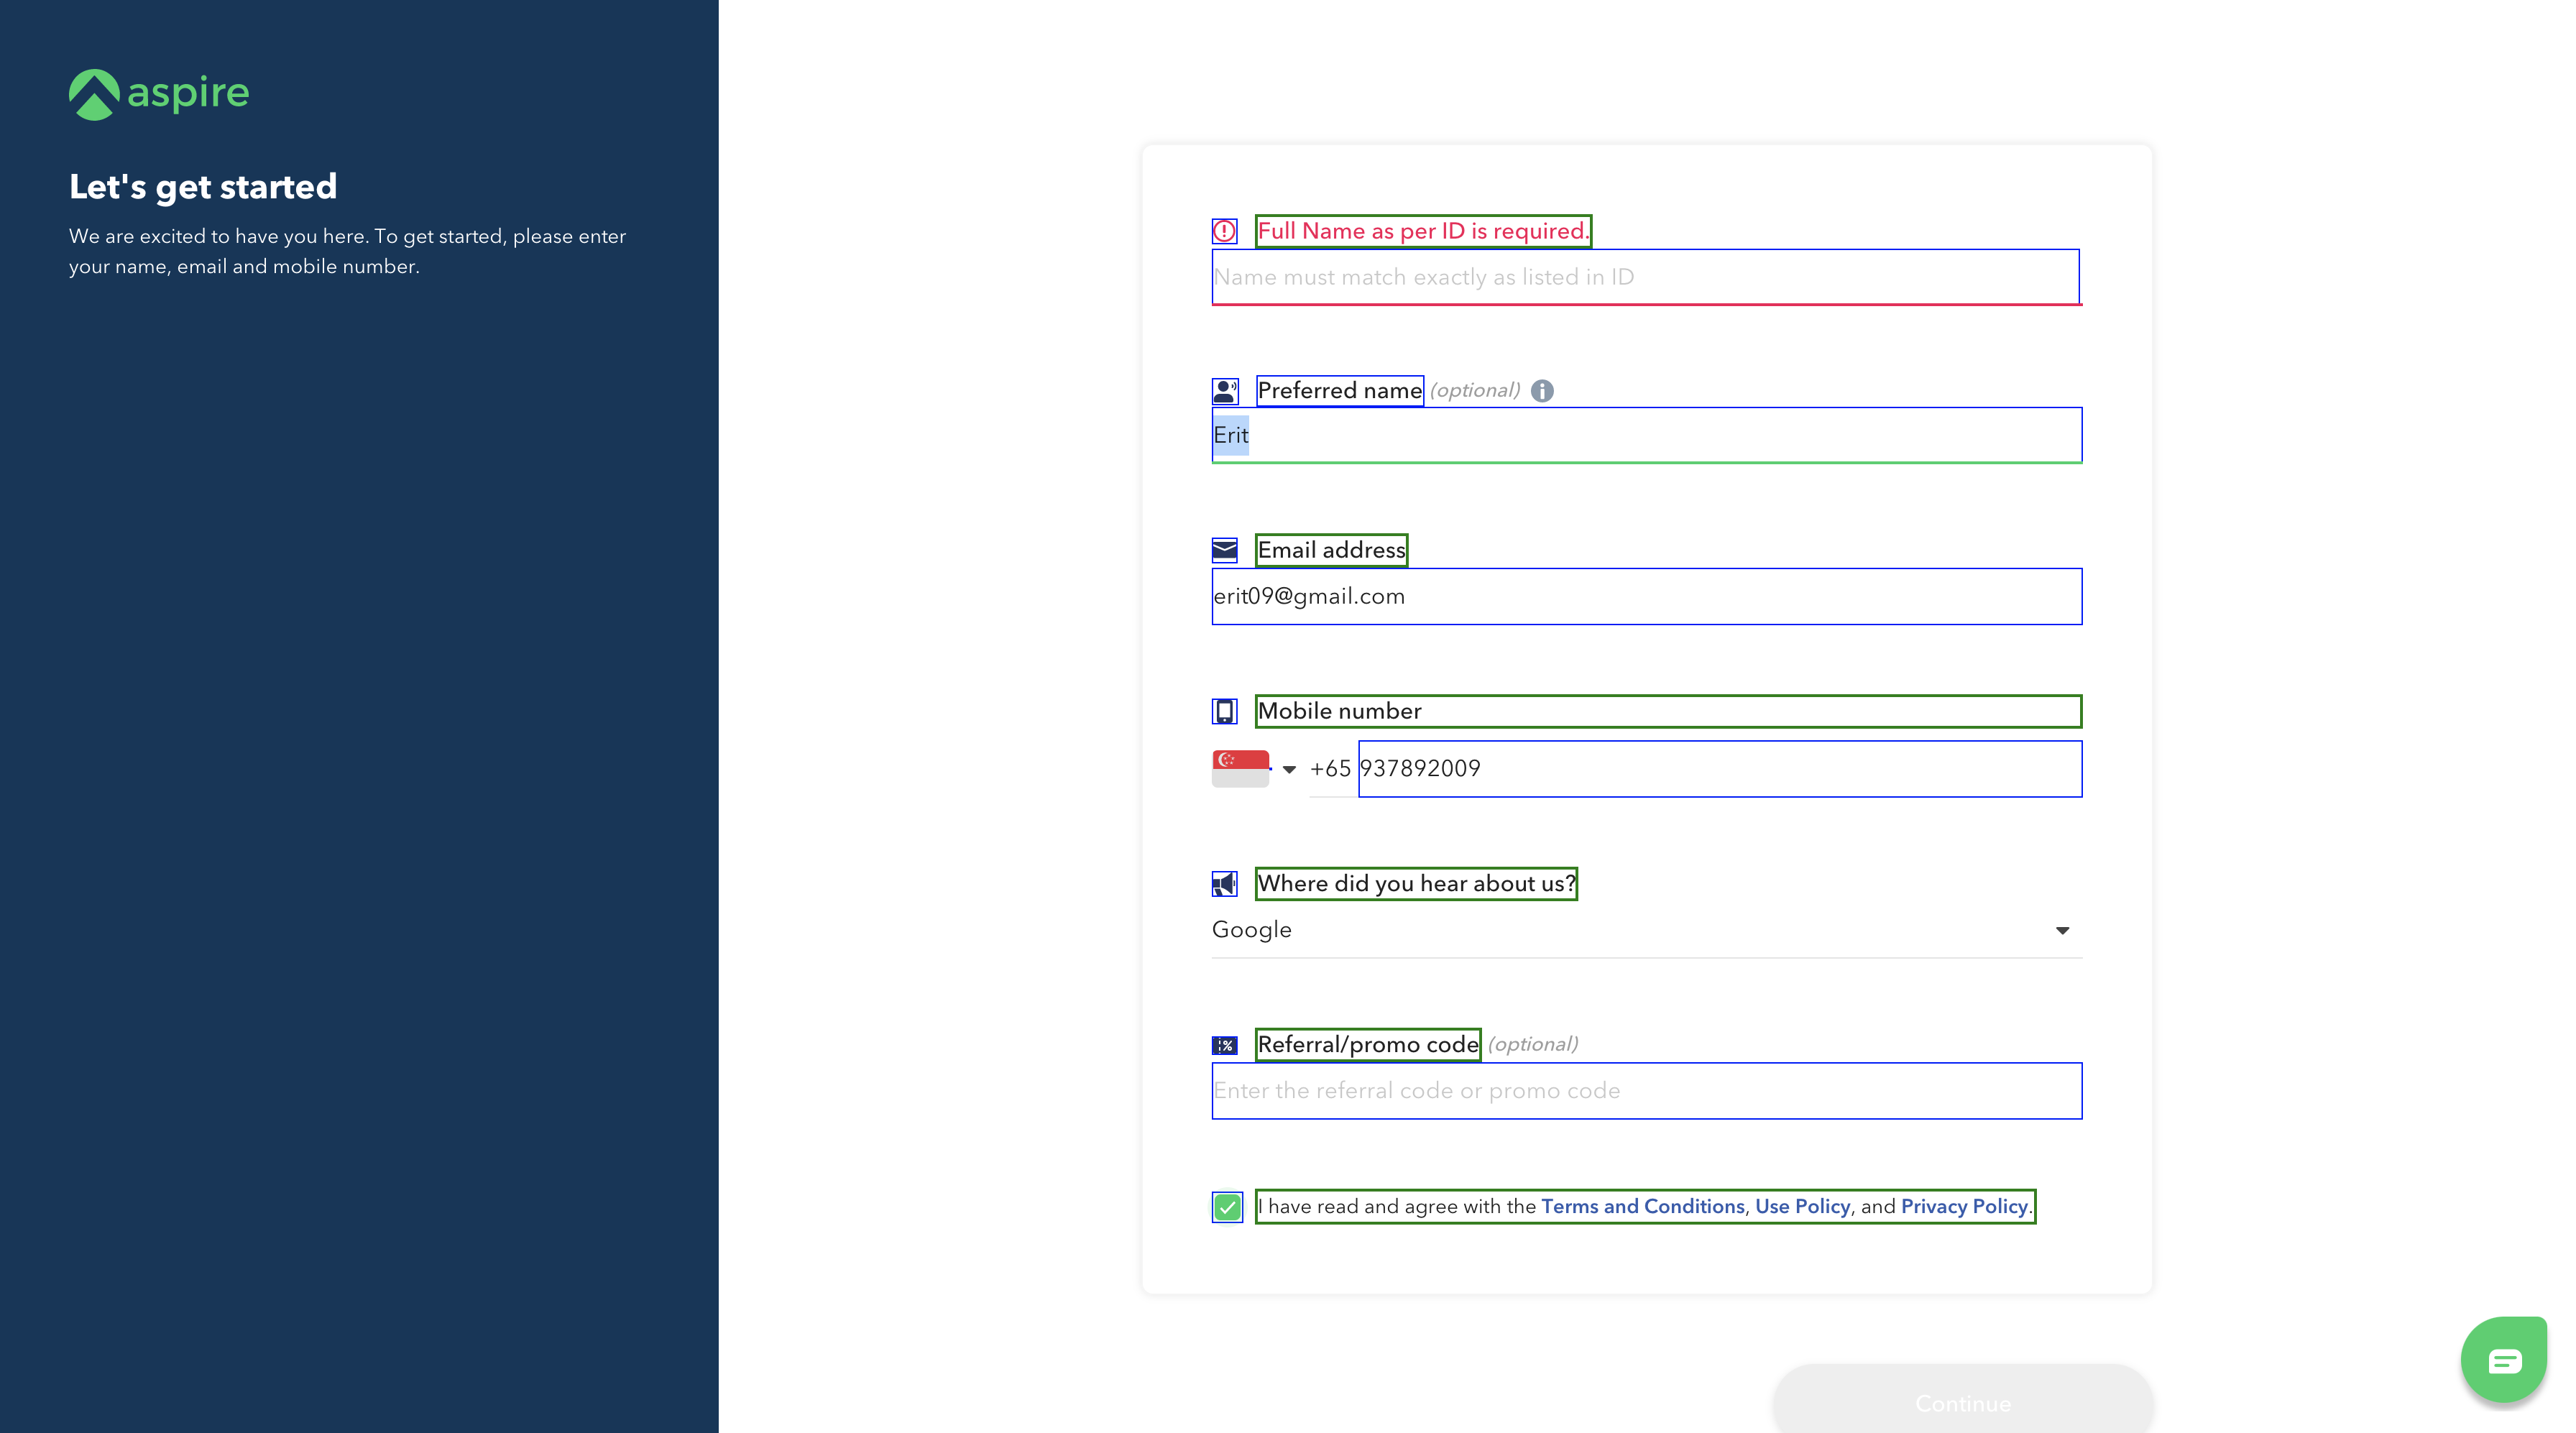 aspire
Let's get started
We are excited to have you here. To get started, please enter
your name, email and mobile number.
Full Name as per ID is required.
Name must match exactly as listed in ID
Preferred name (optional)
Erit
Email address
erit09@gmail.com
Mobile number
+65 937892009
Where did you hear about us?
Google
Referral/promo code (optional)
Enter the referral code or promo code
I have read and agree with the Terms and Conditions, Use Policy, and Privacy Policy.
Continue